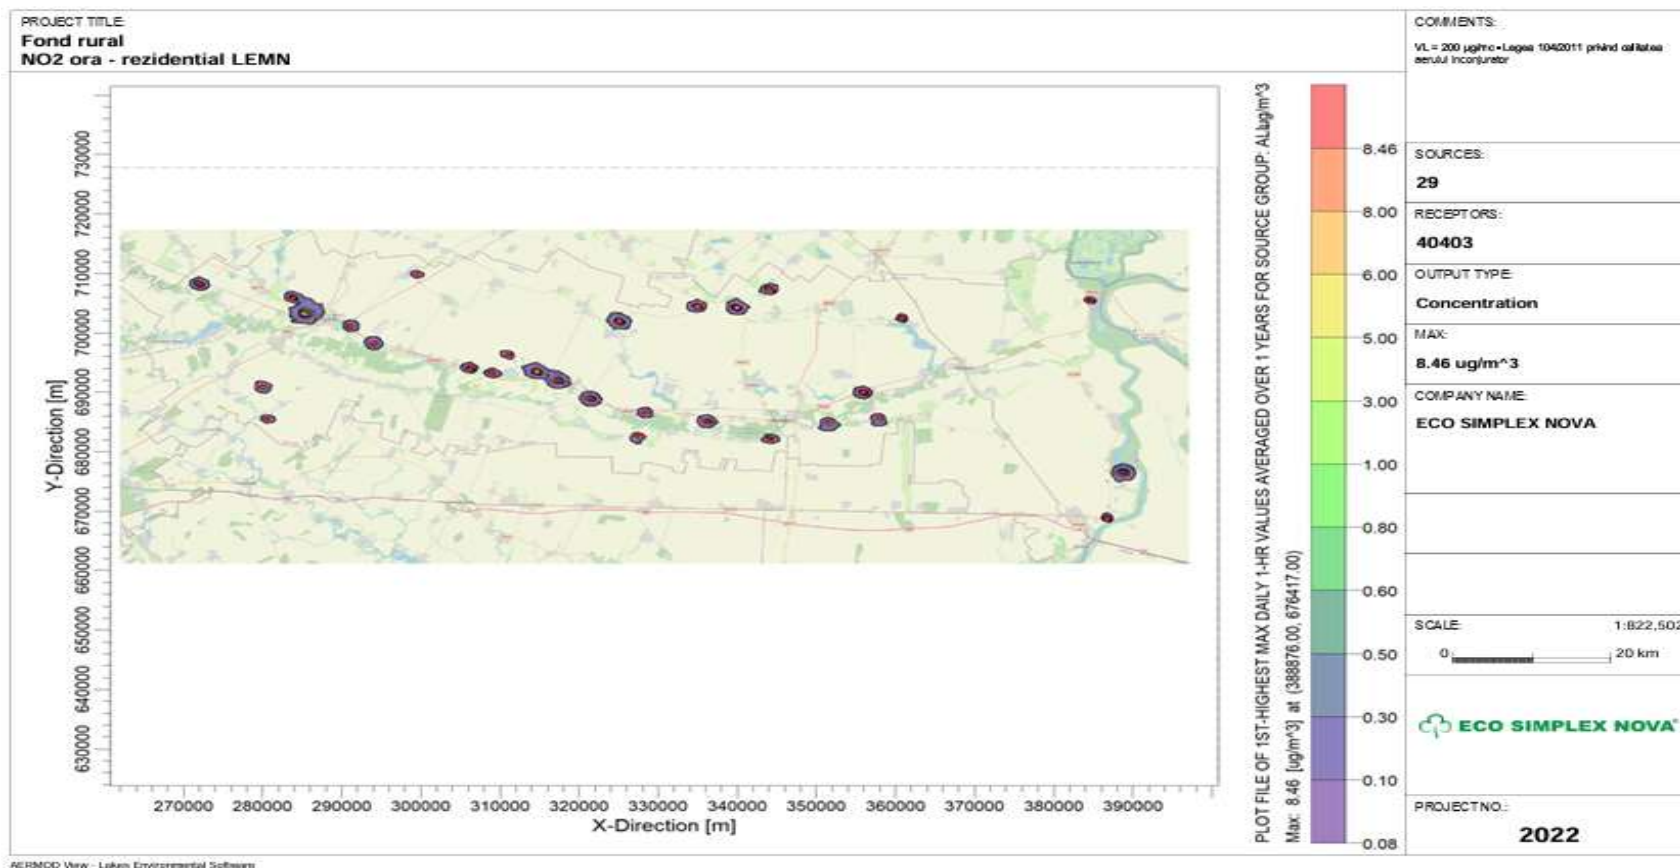 PROJECT TITLE:
Fond rural
NO2 ora - rezidential LEMN
COMMENTS:
VL = 200 µg/mc - Legea 104/2011 privind calitatea
aerului inconjurator
SOURCES:
29
RECEPTORS:
40403
OUTPUT TYPE:
Concentration
MAX:
8.46 ug/m^3
COMPANY NAME:
ECO SIMPLEX NOVA
SCALE:
1:822,502
0
20 km
ECO SIMPLEX NOVA
PROJECT NO.:
2022
Y-Direction [m]
730000
720000
710000
700000
690000
680000
670000
660000
650000
640000
630000
270000
280000
290000
300000
310000
320000
330000
340000
350000
360000
370000
380000
390000
X-Direction [m]
PLOT FILE OF 1ST-HIGHEST MAX DAILY 1-HR VALUES AVERAGED OVER 1 YEARS FOR SOURCE GROUP: ALLug/m^3
Max: 8.46 [ug/m^3] at (388876.00, 676417.00)
8.46
8.00
6.00
5.00
3.00
1.00
0.80
0.60
0.50
0.30
0.10
0.08
AERMOD View - Lakes Environmental Software